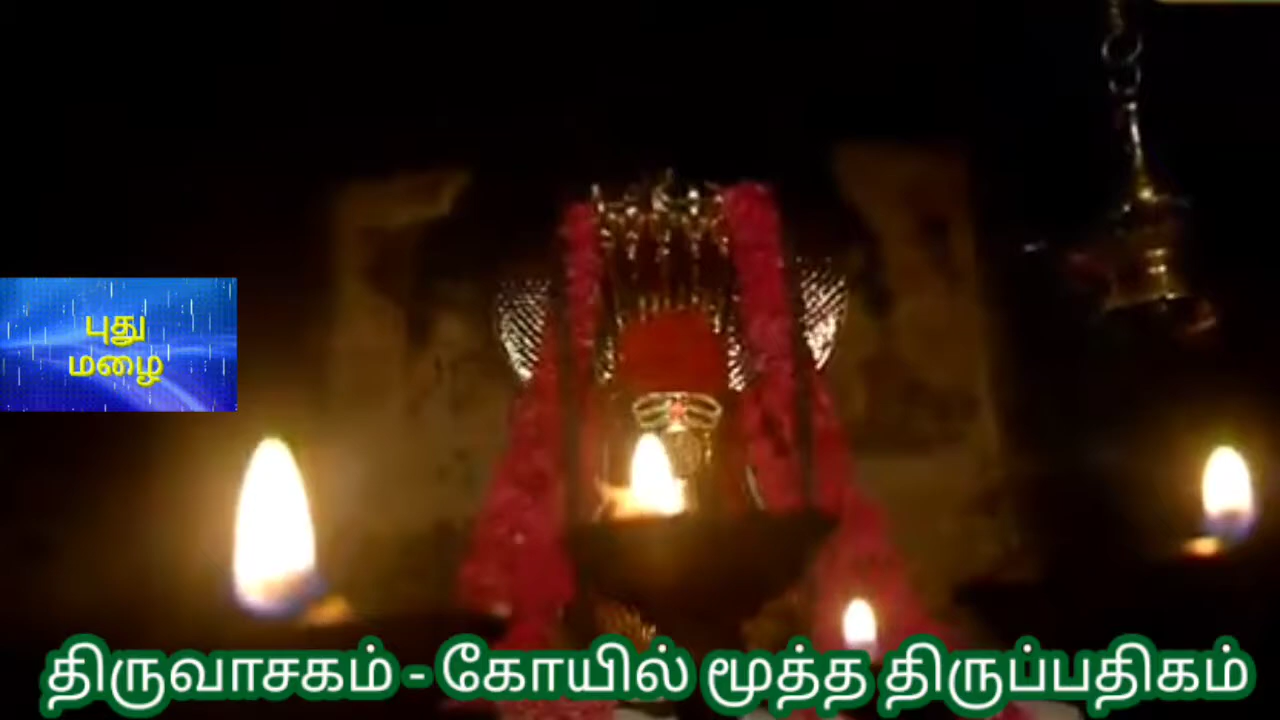 புது
மழை
திருவாசகம் - கோயில் மூத்த திருப்பதிகம்